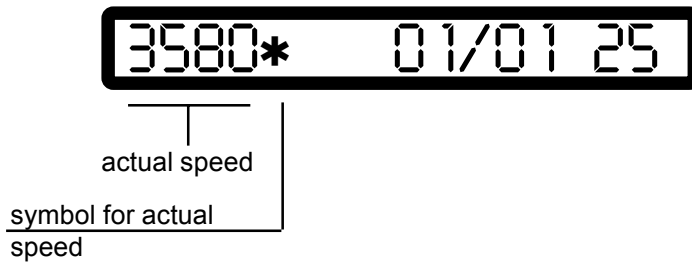 3580* 01/01 25
actual speed
symbol for actual
speed